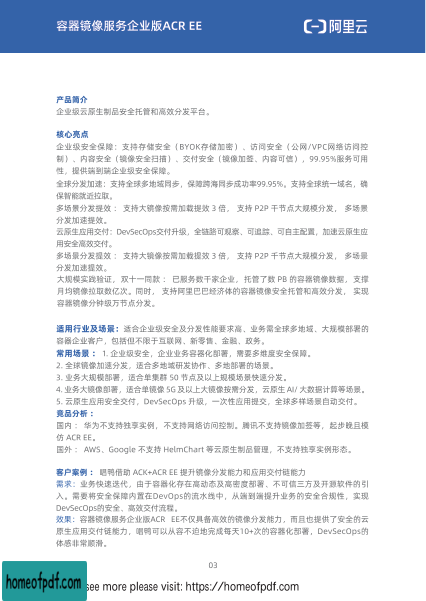 容器镜像服务企业版ACR EE
阿里云
产品简介
企业级云原生制品安全托管和高效分发平台。
核心亮点
企业级安全保障：支持存储安全（BYOK存储加密），访问安全（公网/VPC网络访问控
制）、内容安全（镜像安全扫描）、交付安全（镜像加签、内容可信），99.95%服务可用
性，提供端到端企业级安全保障。
全球分发加速：支持全球多地域同步，保障跨海同步成功率99.95%。支持全球统一域名，确
保智能就近拉取。
多场景分发提效： 支持大镜像按需加载提效 3 倍， 支持 P2P 千节点大规模分发， 多场景
分发加速提效。
云原生应用交付：DevSecOps交付升级，全链路可观察，可追踪，可自主配置，加速云原生应
用安全高效交付。
多场景分发提效： 支持大镜像按需加载提效 3 倍， 支持 P2P 千节点大规模分发， 多场景
分发加速提效。
大规模实践验证，双十一同款： 已服务数千家企业，托管了数 PB 的容器镜像数据，支撑
月均镜像拉取数亿次。同时， 支持阿里巴巴经济体的容器镜像安全托管和高效分发， 实现
容器镜像分钟级万节点分发。
适用行业及场景：适合企业级安全及分发性能要求高、业务需全球多地域、大规模部署的
容器企业客户，包括但不限于互联网、新零售、金融、政务。
常用场景： 1. 企业级安全，企业业务容器化部署，需要多维度安全保障。
2. 全球镜像加速分发，适合多地域研发协作、多地部署的场景。
3. 业务大规模部署，适合单集群 50 节点及以上规模场景快速分发。
4. 业务大镜像部署，适合单镜像 5G 及以上大镜像按需分发，云原生 AI/ 大数据计算等场景。
5. 云原生应用安全交付，DevSecOps 升级，一次性应用提交，全球多样场景自动交付。
竞品分析：
国内： 华为不支持独享实例，不支持网络访问控制。腾讯不支持镜像加签等，起步晚且模
仿 ACR EE。
国外： AWS，Google 不支持 HelmChart 等云原生制品管理，不支持独享实例形态。
客户案例： 唱鸭借助 ACK+ACR EE 提升镜像分发能力和应用交付链能力
需求：业务快速迭代，由于容器化存在高动态及高密度部署，不可信三方及开源软件的引
入。需要将安全保障内置在DevOps的流水线中，从端到端提升业务的安全合规性，实现
DevSecOps的安全，高效交付流程。
效果：容器镜像服务企业版ACR EE不仅具备高效的镜像分发能力，而且也提供了安全的云
原生应用交付链能力，唱鸭可以从容不迫地完成每天10+次的容器化部署，DevSecOps的
体感非常顺滑。
03
homeofpdf.com
see more please visit: https://homeofpdf.com